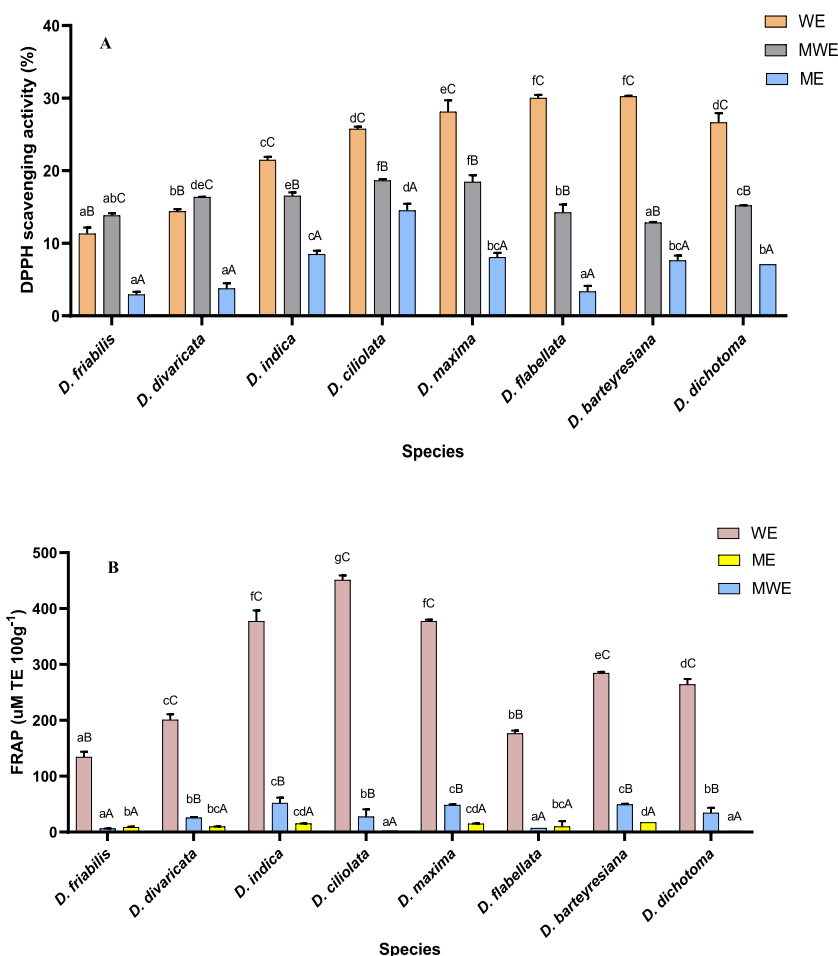 A
WE
MWE
ME
DPPH scavenging activity (%)
40
30
20
10
0
aB abC aA
bB deC aA
cC eB cA
dC fB dA
eC fB bcA
fC bB aA
fC aB bcA
dC cB bA
D. friabilis
D. divaricata
D. indica
D. ciliolata
D. maxima
D. flabellata
D. barteyresiana
D. dichotoma
Species
B
WE
ME
MWE
FRAP (uM TE 100g-1)
500
400
300
200
100
0
aB aA bA
cC bB bcA
fC cB cdA
gC bB aA
fC cB cdA
bB aA bcA
eC cB dA
dC bB aA
D. friabilis
D. divaricata
D. indica
D. ciliolata
D. maxima
D. flabellata
D. barteyresiana
D. dichotoma
Species